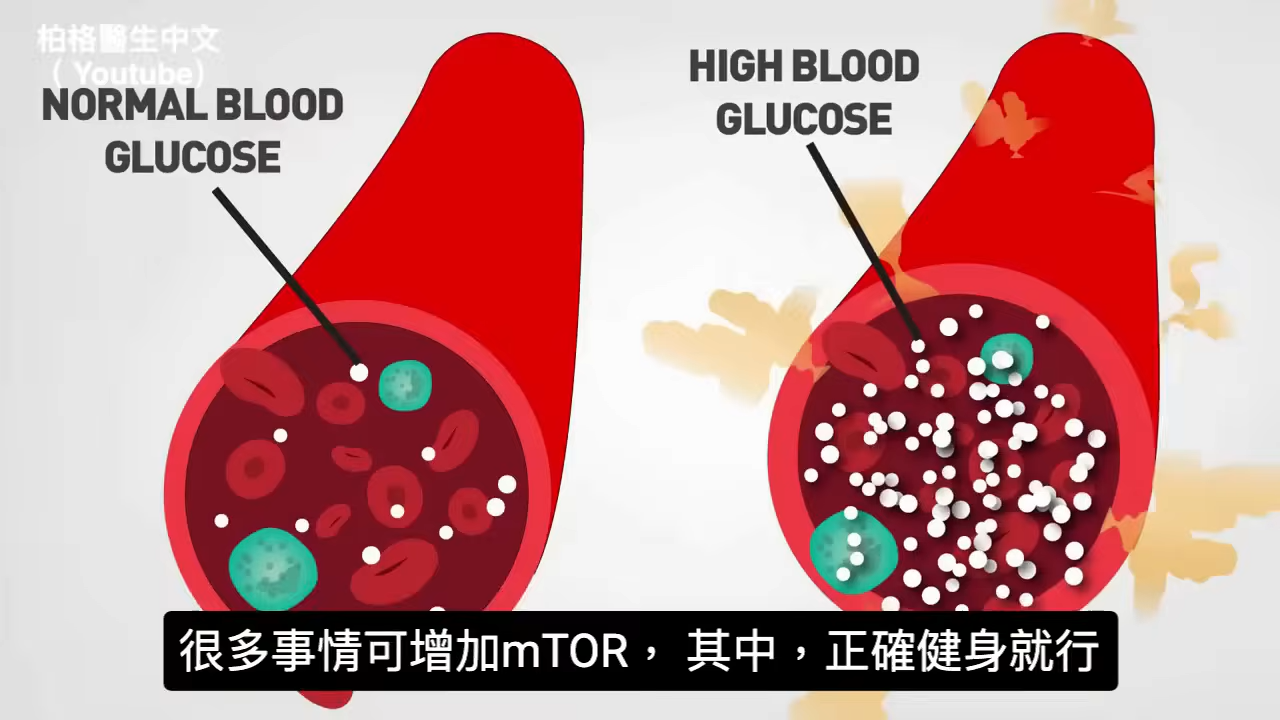 柏格醫生中文
（Youtube）
NORMAL BLOOD
GLUCOSE
HIGH BLOOD
GLUCOSE
很多事情可增加mTOR， 其中，正確健身就行